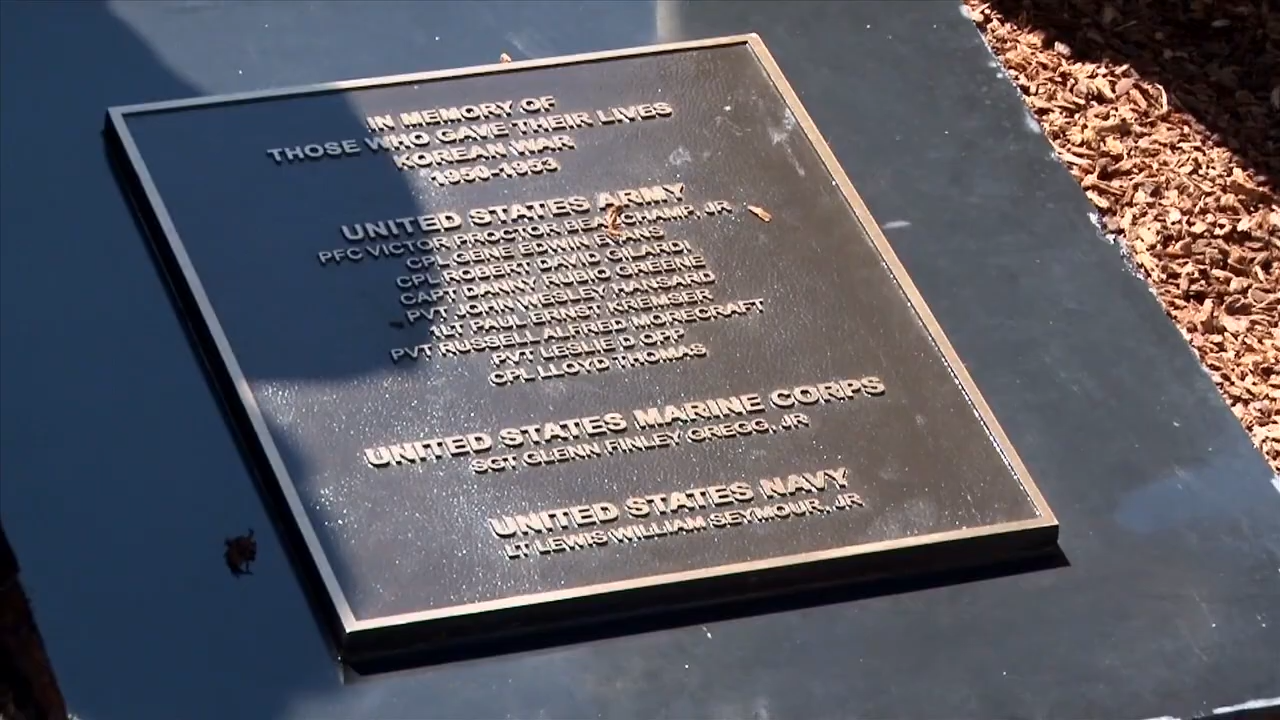 IN MEMORY OF
THOSE WHO GAVE THEIR LIVES
KOREAN WAR
1950-1953
UNITED STATES ARMY
PFC VICTOR PROCTOR BEAUCHAMP, JR
CPL GENE EDWIN EVANS
CPL ROBERT DAVID GILARDI
CAPT DANNY RUBIO GREENE
PVT JOHN WESLEY HANSARD
1LT PAUL ERNST KREMSER
PVT RUSSELL ALFRED MORECRAFT
PVT LESLIE D OPP
CPL LLOYD THOMAS
UNITED STATES MARINE CORPS
SGT GLENN FINLEY GREGG, JR
UNITED STATES NAVY
LT LEWIS WILLIAM SEYMOUR, JR